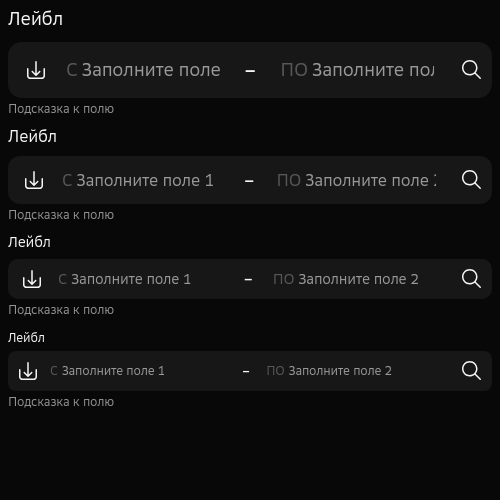 Лейбл
С Заполните поле – ПО Заполните пол
Подсказка к полю
Лейбл
С Заполните поле 1 – ПО Заполните поле
Подсказка к полю
Лейбл
С Заполните поле 1 – ПО Заполните поле 2
Подсказка к полю
Лейбл
С Заполните поле 1 – ПО Заполните поле 2
Подсказка к полю